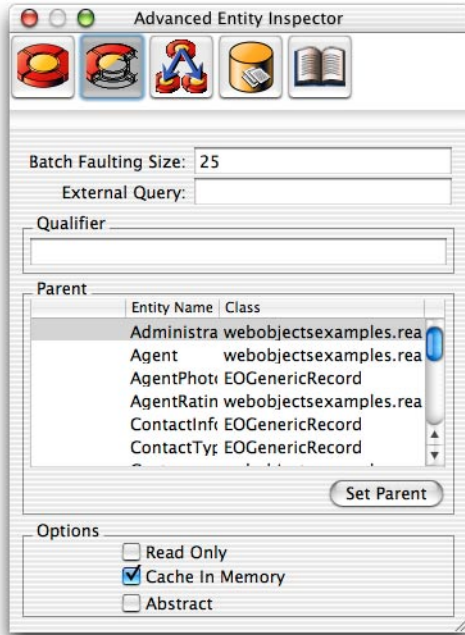 Advanced Entity Inspector
Batch Faulting Size: 25
External Query:
Qualifier
Parent
Entity Name Class
Administra webobjectsexamples.rea
Agent webobjectsexamples.rea
AgentPhot EOGenericRecord
AgentRatin webobjectsexamples.rea
ContactInf EOGenericRecord
ContactTyp EOGenericRecord
Set Parent
Options
Read Only
Cache In Memory
Abstract